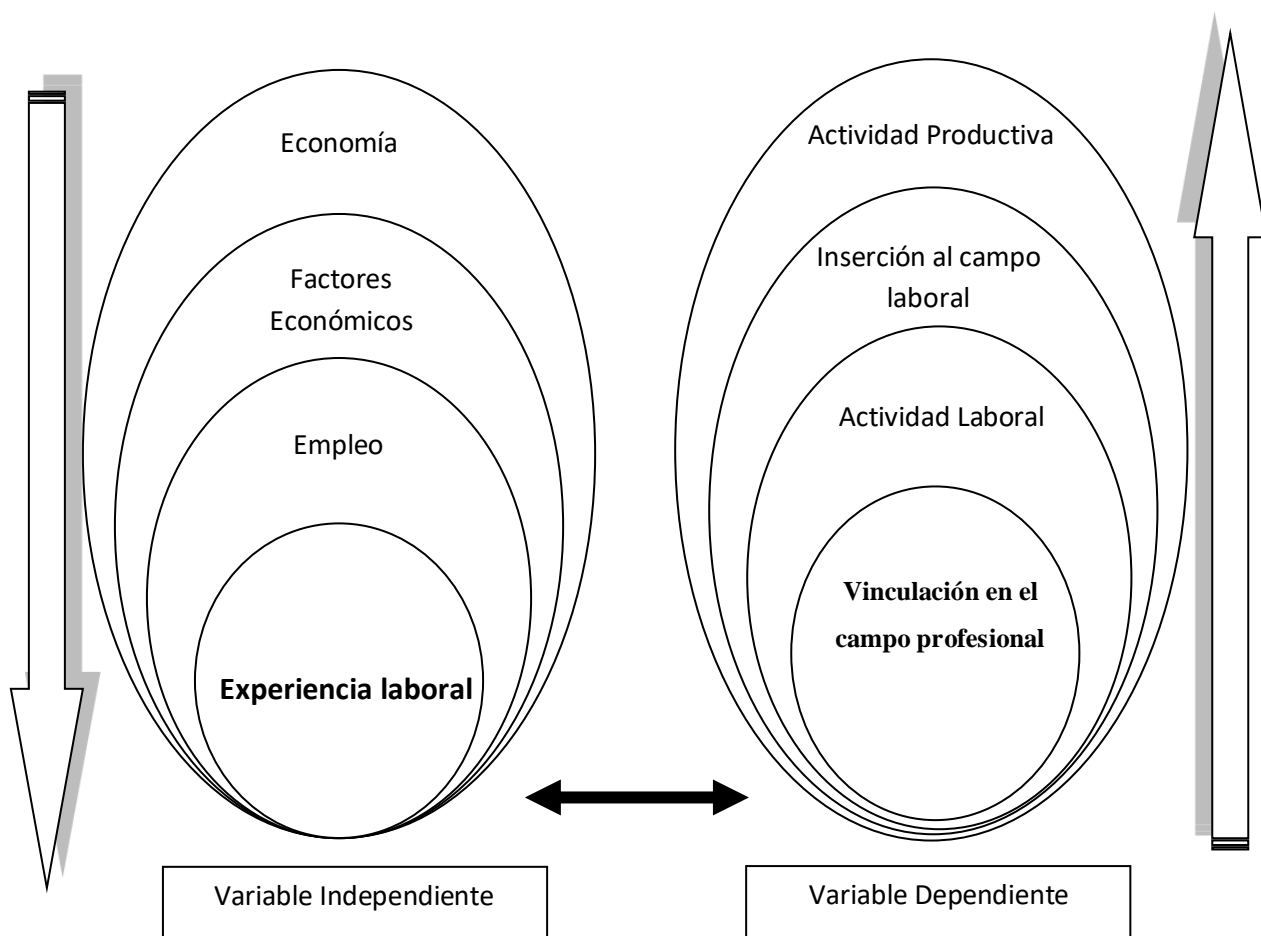 Economía
Factores
Económicos
Empleo
Experiencia laboral
Variable Independiente
Actividad Productiva
Inserción al campo
laboral
Actividad Laboral
Vinculación en el
campo profesional
Variable Dependiente